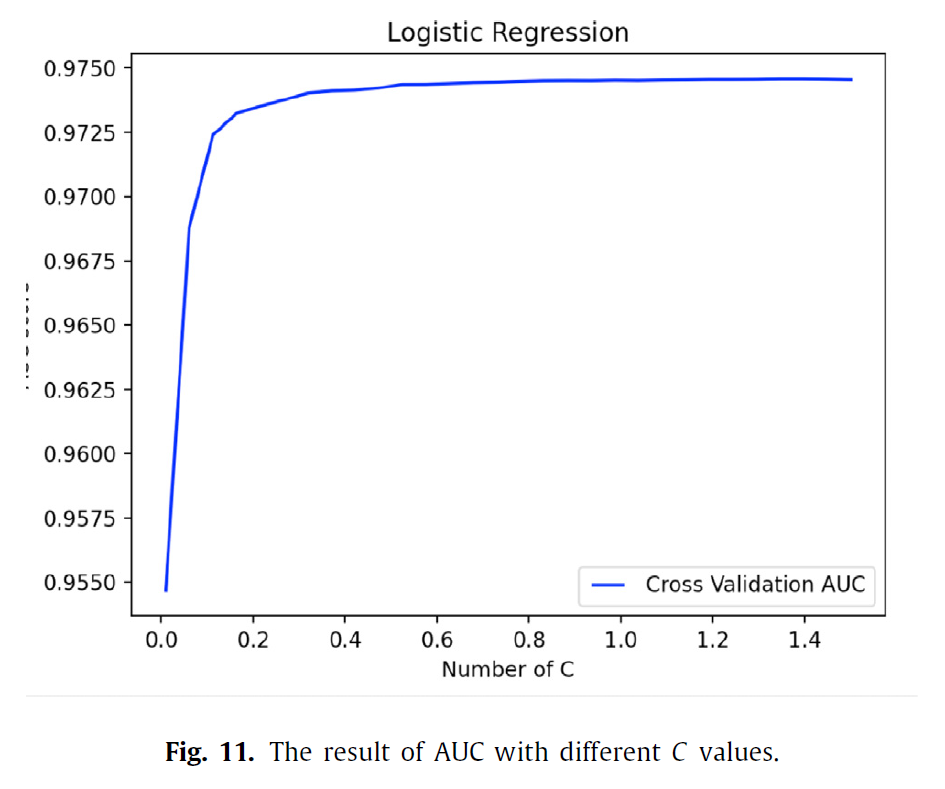 Logistic Regression
0.9750
0.9725
0.9700
0.9675
0.9650
0.9625
0.9600
0.9575
0.9550
Cross Validation AUC
0.0 0.2 0.4 0.6 0.8 1.0 1.2 1.4
Number of C
Fig. 11. The result of AUC with different C values.